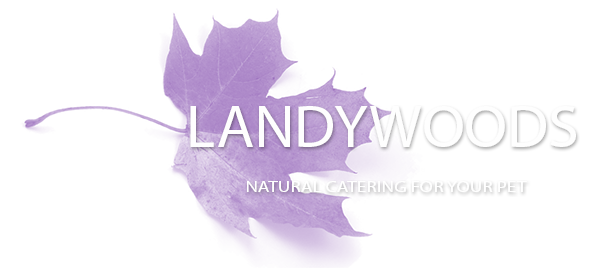 LANDYWOODS
NATURAL CATERING FOR YOUR PET